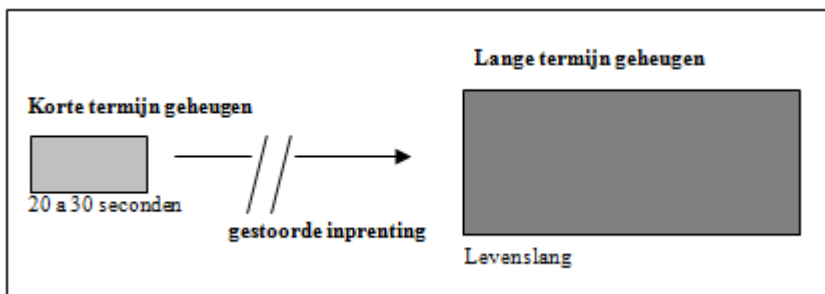 Lange termijn geheugen
Korte termijn geheugen
20 a 30 seconden
gestoorde inprenting
Levenslang